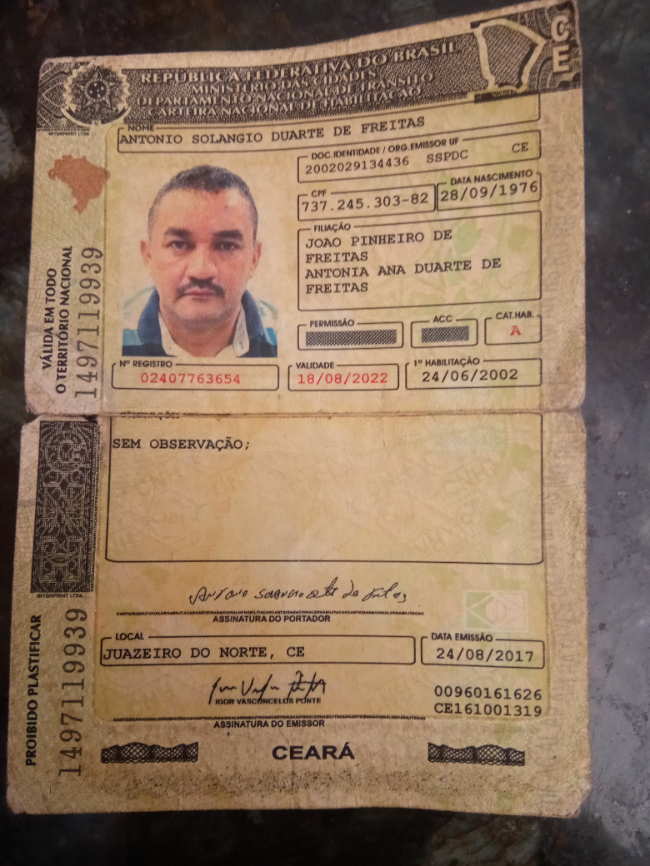 REPÚBLICA FEDERATIVA DO BRASIL
MINISTÉRIO DAS CIDADES
DEPARTAMENTO NACIONAL DE TRÂNSITO
CARTEIRA NACIONAL DE HABILITAÇÃO
CE
NOME
ANTONIO SOLANGIO DUARTE DE FREITAS
DOC. IDENTIDADE / ORG. EMISSOR UF
2002029134436 SSPDC CE
CPF
737.245.303-82
DATA NASCIMENTO
28/09/1976
FILIAÇÃO
JOAO PINHEIRO DE
FREITAS
ANTONIA ANA DUARTE DE
FREITAS
PERMISSÃO
ACC
CAT. HAB.
A
Nº REGISTRO
02407763654
VALIDADE
18/08/2022
1ª HABILITAÇÃO
24/06/2002
VÁLIDA EM TODO
O TERRITÓRIO NACIONAL
1497119939
OBSERVAÇÕES
SEM OBSERVAÇÃO;
ASSINATURA DO PORTADOR
LOCAL
JUAZEIRO DO NORTE, CE
DATA EMISSÃO
24/08/2017
IGOR VASCONCELOS PONTE
ASSINATURA DO EMISSOR
00960161626
CE161001319
PROIBIDO PLASTIFICAR
1497119939
CEARÁ